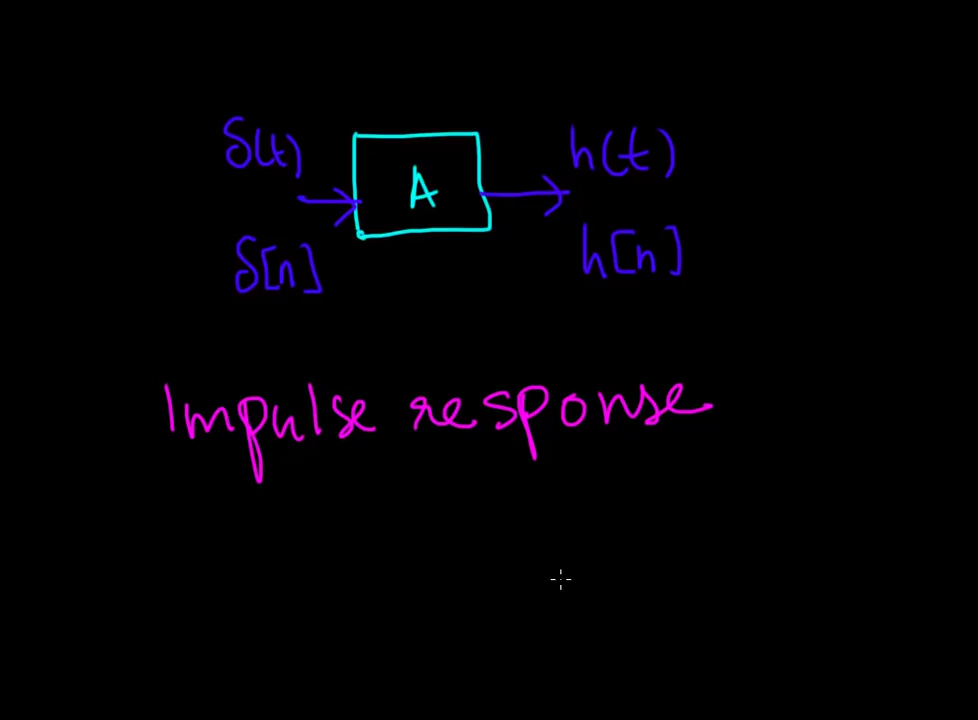 δ(t)
A
h(t)
δ[n]
h[n]
Impulse response